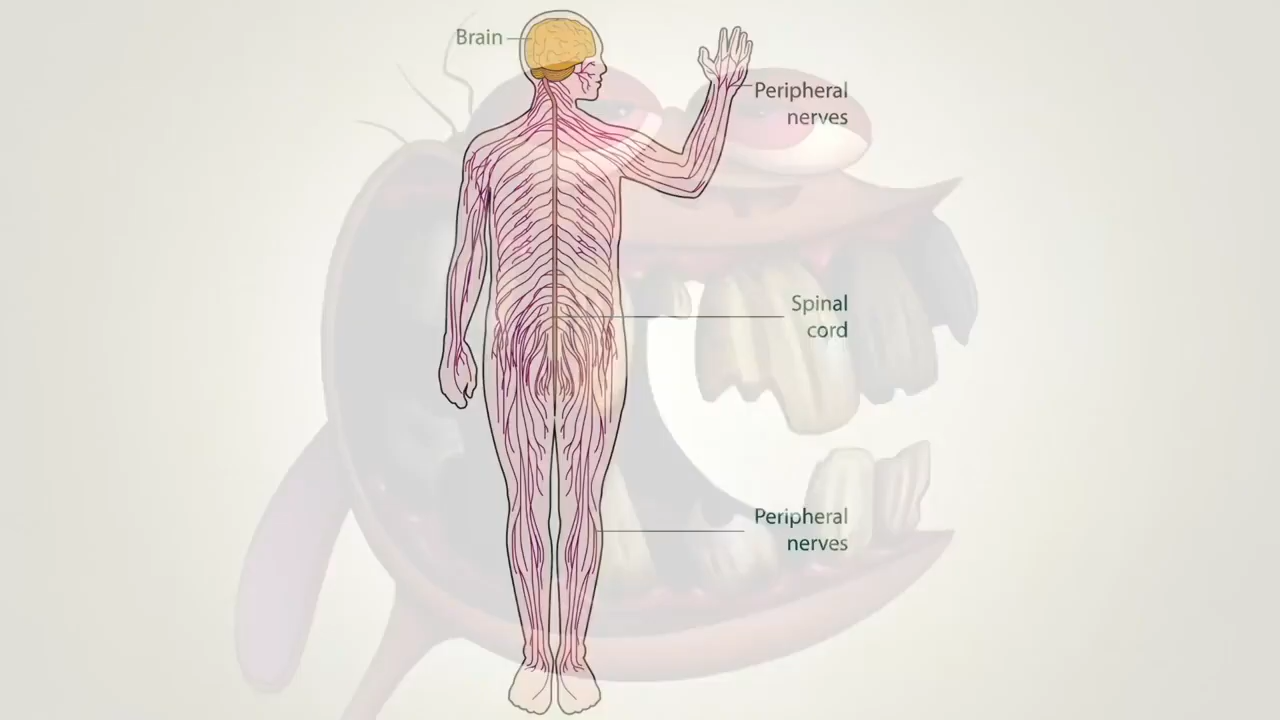 Brain
Peripheral
nerves
Spinal
cord
Peripheral
nerves